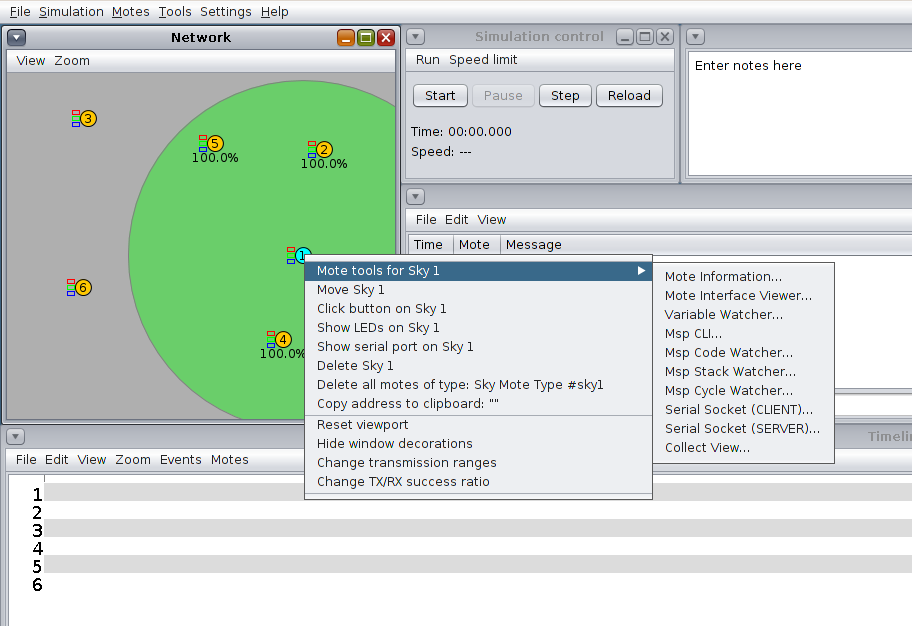 File Simulation Motes Tools Settings Help
Network
View Zoom
3
5
100.0%
2
100.0%
1
6
4
100.0%
Simulation control
Run Speed limit
Start Pause Step Reload
Time: 00:00.000
Speed: ---
Enter notes here
File Edit View
Time Mote Message
Mote tools for Sky 1
Move Sky 1
Click button on Sky 1
Show LEDs on Sky 1
Show serial port on Sky 1
Delete Sky 1
Delete all motes of type: Sky Mote Type #sky1
Copy address to clipboard: ""
Reset viewport
Hide window decorations
Change transmission ranges
Change TX/RX success ratio
Mote Information...
Mote Interface Viewer...
Variable Watcher...
Msp CLI...
Msp Code Watcher...
Msp Stack Watcher...
Msp Cycle Watcher...
Serial Socket (CLIENT)...
Serial Socket (SERVER)...
Collect View...
File Edit View Zoom Events Motes
1
2
3
4
5
6